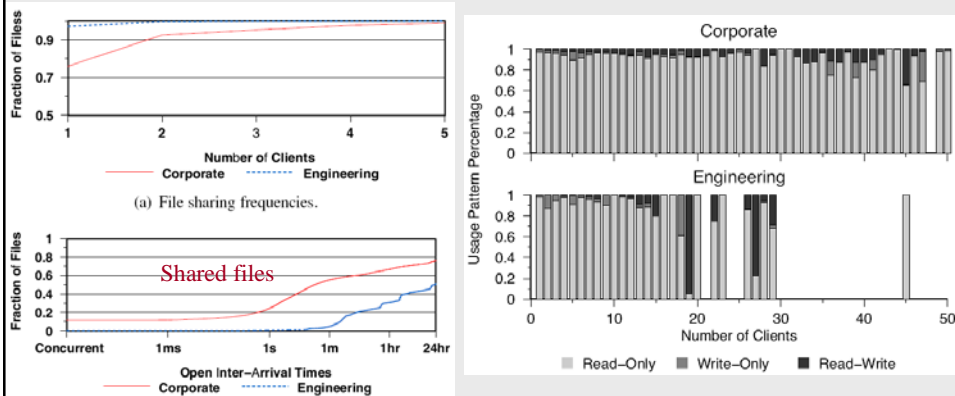 Fraction of Filess
0.9
0.7
0.5
1 2 3 4 5
Number of Clients
Corporate Engineering
(a) File sharing frequencies.
Fraction of Files
1
0.8
0.6
0.4
0.2
0
Shared files
Concurrent 1ms 1s 1m 1hr 24hr
Open Inter-Arrival Times
Corporate Engineering
Usage Pattern Percentage
Corporate
1
0.8
0.6
0.4
0.2
0
Engineering
1
0.8
0.6
0.4
0.2
0
0 10 20 30 40 50
Number of Clients
Read-Only Write-Only Read-Write